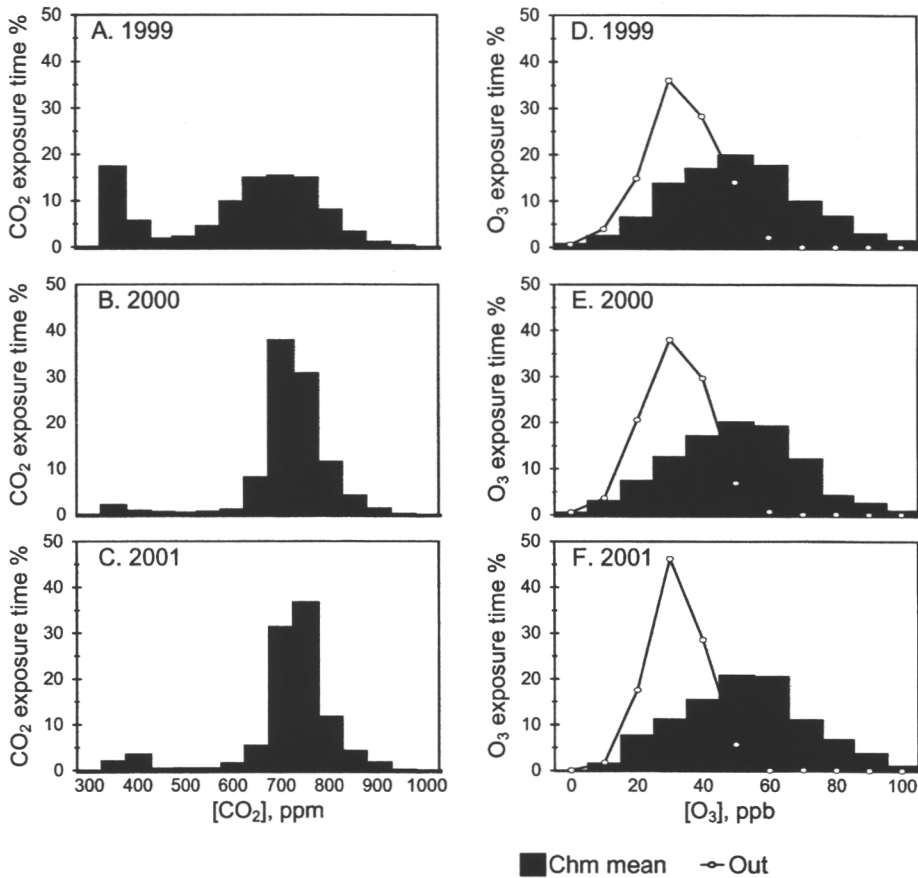 A. 1999
CO2 exposure time %
50
40
30
20
10
0
D. 1999
O3 exposure time %
50
40
30
20
10
0
B. 2000
CO2 exposure time %
50
40
30
20
10
0
E. 2000
O3 exposure time %
50
40
30
20
10
0
C. 2001
CO2 exposure time %
50
40
30
20
10
0
300 400 500 600 700 800 900 1000
[CO2], ppm
F. 2001
O3 exposure time %
50
40
30
20
10
0
0 20 40 60 80 100
[O3], ppb
Chm mean Out